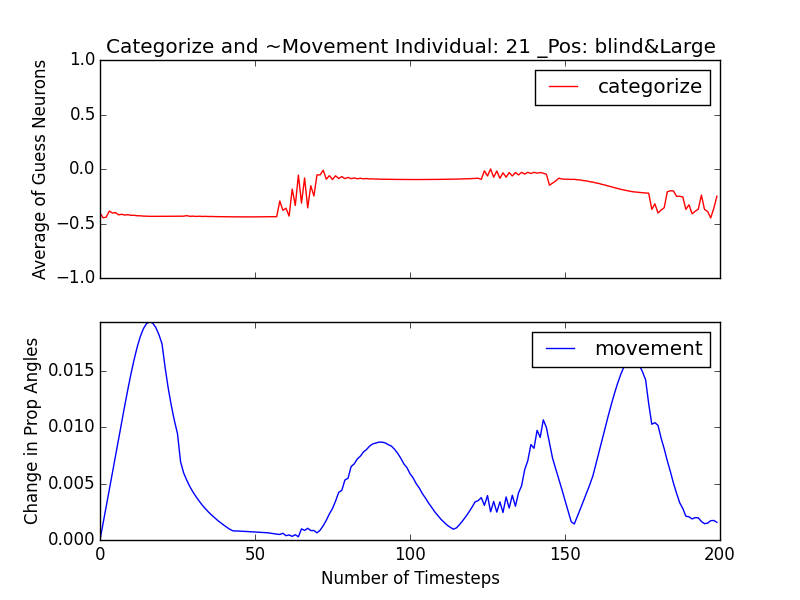 Categorize and ~Movement Individual: 21 _Pos: blind&Large
1.0
0.5
0.0
−0.5
−1.0
Average of Guess Neurons
categorize
0.015
0.010
0.005
0.000
Change in Prop Angles
movement
0 50 100 150 200
Number of Timesteps